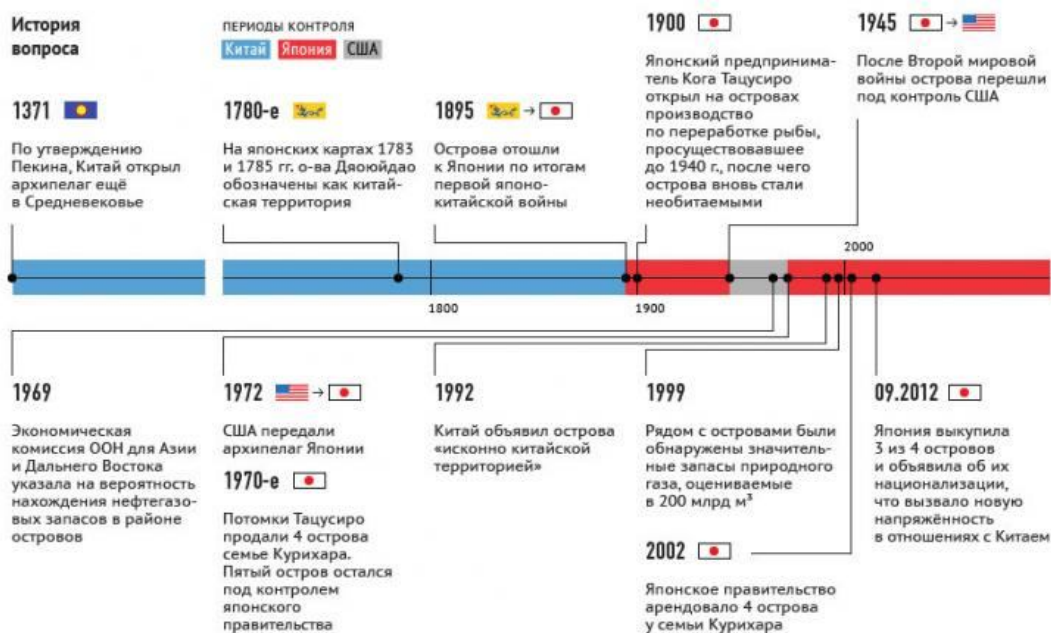 История
вопроса
ПЕРИОДЫ КОНТРОЛЯ
Китай Япония США
1371
По утверждению
Пекина, Китай открыл
архипелаг ещё
в Средневековье
1780-е
На японских картах 1783
и 1785 гг. о-ва Дяоюйдао
обозначены как китай-
ская территория
1895
Острова отошли
к Японии по итогам
первой японо-
китайской войны
1900
Японский предпринима-
тель Кога Тацусиро
открыл на островах
производство
по переработке рыбы,
просуществовавшее
до 1940 г., после чего
острова вновь стали
необитаемыми
1945
После Второй мировой
войны острова перешли
под контроль США
1800
1900
2000
1969
Экономическая
комиссия ООН для Азии
и Дальнего Востока
указала на вероятность
нахождения нефтегазо-
вых запасов в районе
островов
1972
США передали
архипелаг Японии
1970-е
Потомки Тацусиро
продали 4 острова
семье Курихара.
Пятый остров остался
под контролем
японского
правительства
1992
Китай объявил острова
«исконно китайской
территорией»
1999
Рядом с островами были
обнаружены значитель-
ные запасы природного
газа, оцениваемые
в 200 млрд м³
2002
Японское правительство
арендовало 4 острова
у семьи Курихара
09.2012
Япония выкупила
3 из 4 островов
и объявила об их
национализации,
что вызвало новую
напряжённость
в отношениях с Китаем